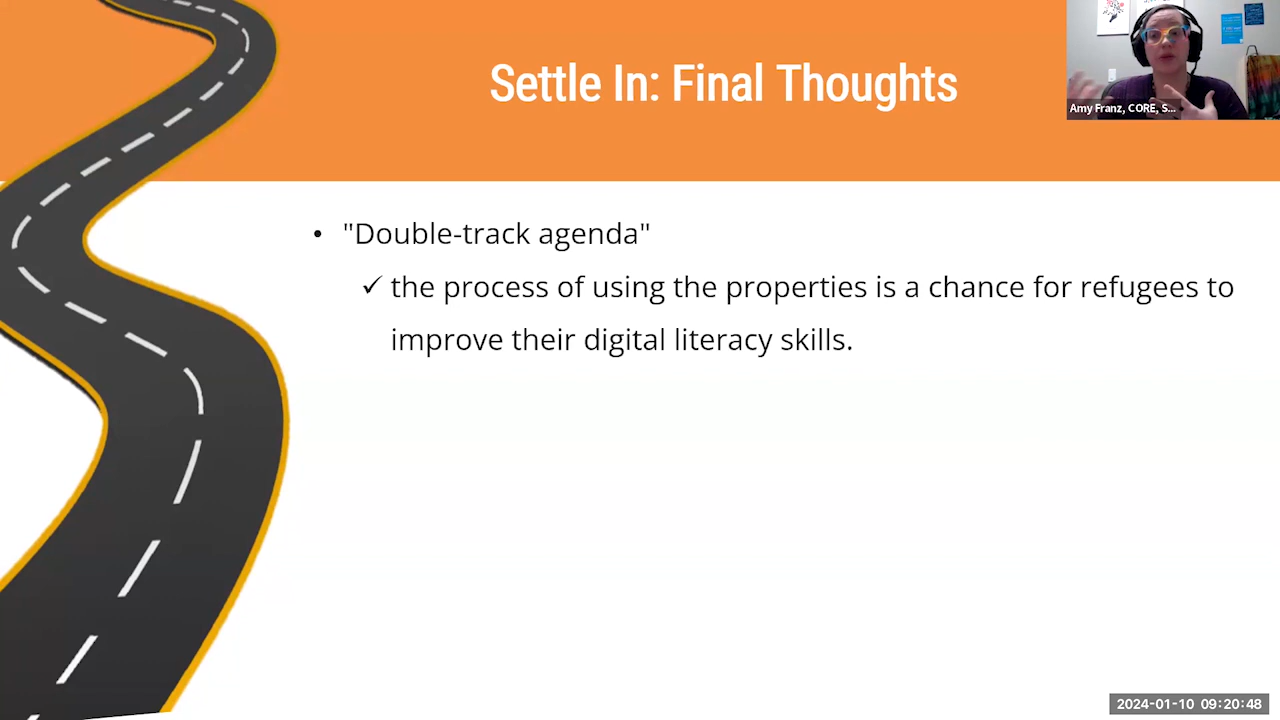 Settle In: Final Thoughts
Amy Franz, CORE, S...
• "Double-track agenda"
✓ the process of using the properties is a chance for refugees to
improve their digital literacy skills.
2024-01-10 09:20:48